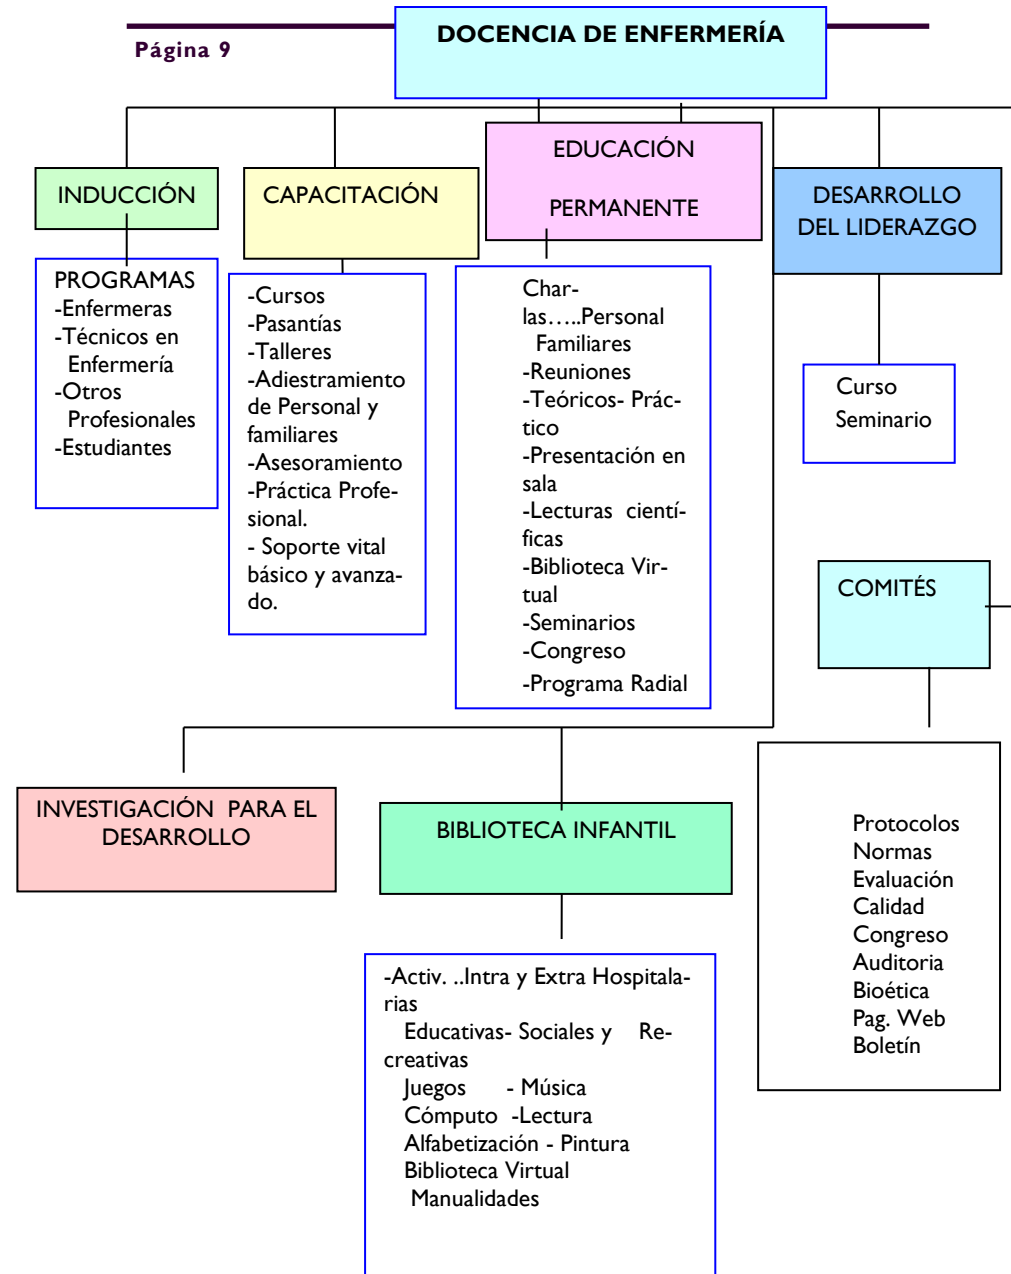 Página 9
DOCENCIA DE ENFERMERÍA
INDUCCIÓN
PROGRAMAS
-Enfermeras
-Técnicos en
Enfermería
-Otros
Profesionales
-Estudiantes
CAPACITACIÓN
-Cursos
-Pasantías
-Talleres
-Adiestramiento
de Personal y
familiares
-Asesoramiento
-Práctica Profe-
sional.
- Soporte vital
básico y avanza-
do.
EDUCACIÓN
PERMANENTE
Char-
las…..Personal
Familiares
-Reuniones
-Teóricos- Prác-
tico
-Presentación en
sala
-Lecturas cientí-
ficas
-Biblioteca Vir-
tual
-Seminarios
-Congreso
-Programa Radial
DESARROLLO
DEL LIDERAZGO
Curso
Seminario
COMITÉS
Protocolos
Normas
Evaluación
Calidad
Congreso
Auditoria
Bioética
Pag. Web
Boletín
INVESTIGACIÓN PARA EL
DESARROLLO
BIBLIOTECA INFANTIL
-Activ. ..Intra y Extra Hospitala-
rias
Educativas- Sociales y Re-
creativas
Juegos - Música
Cómputo -Lectura
Alfabetización - Pintura
Biblioteca Virtual
Manualidades